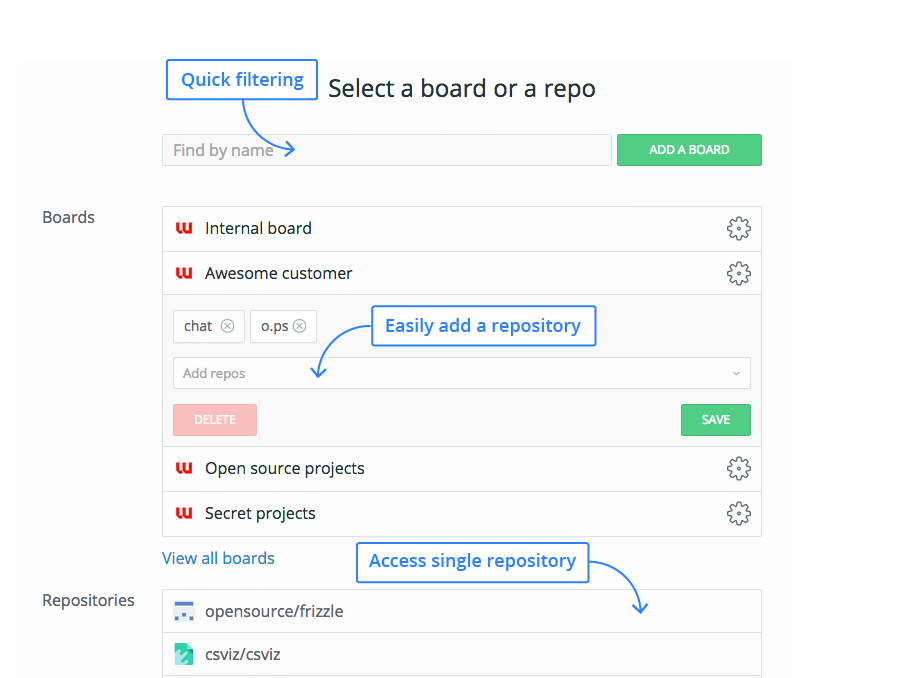 Quick filtering
Select a board or a repo
Find by name
ADD A BOARD
Boards
Internal board
Awesome customer
chat
o.ps
Easily add a repository
Add repos
DELETE
SAVE
Open source projects
Secret projects
View all boards
Access single repository
Repositories
opensource/frizzle
csviz/csviz